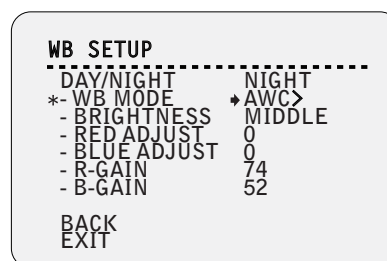 WB SETUP
DAY/NIGHT NIGHT
*- WB MODE AWC>
- BRIGHTNESS MIDDLE
- RED ADJUST 0
- BLUE ADJUST 0
- R-GAIN 74
- B-GAIN 52
BACK
EXIT